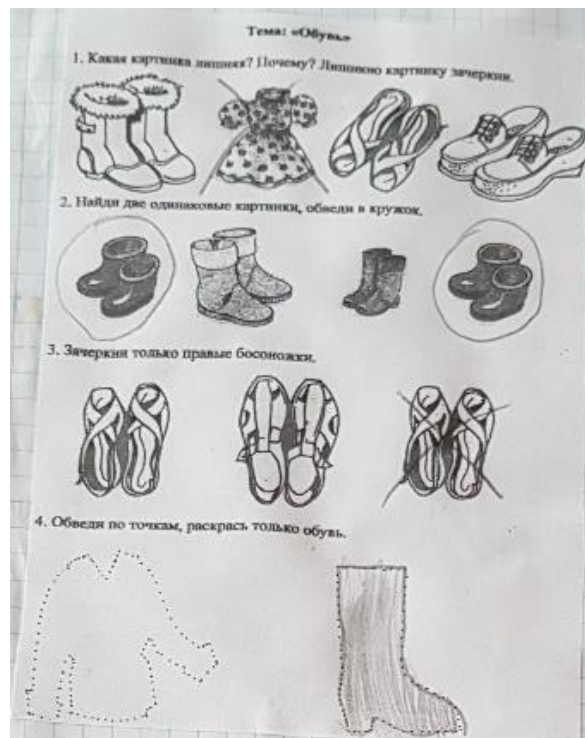 Тема: «Обувь»
1. Какая картинка лишняя? Почему? Лишнюю картинку зачеркни.
2. Найди две одинаковые картинки, обведи в кружок.
3. Зачеркни только правые босоножки.
4. Обведи по точкам, раскрась только обувь.